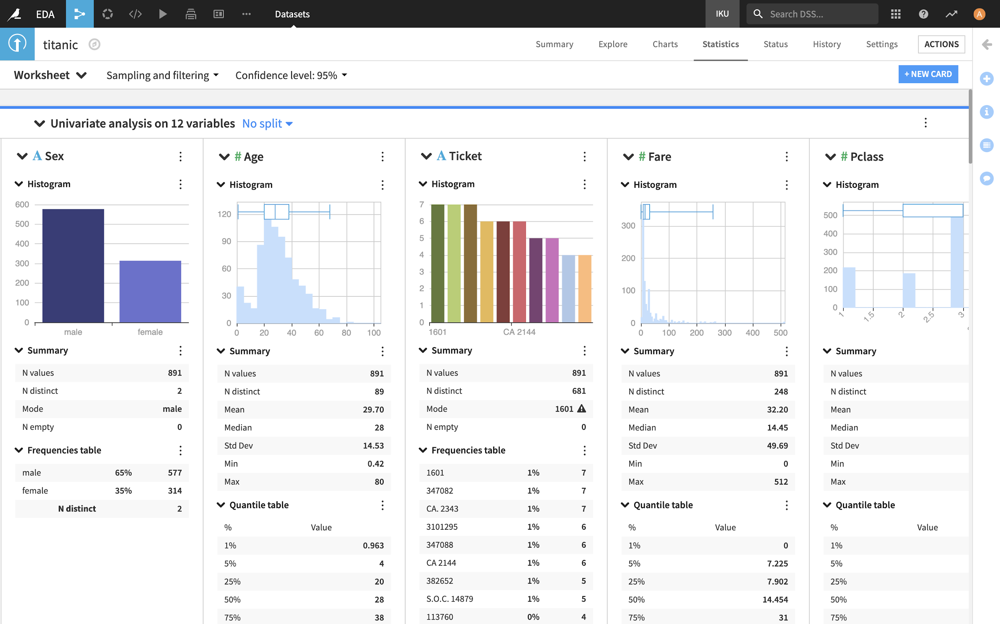 EDA
Datasets
IKU
Search DSS...
A
titanic
Summary
Explore
Charts
Statistics
Status
History
Settings
ACTIONS
Worksheet
Sampling and filtering
Confidence level: 95%
+ NEW CARD
Univariate analysis on 12 variables
No split
A Sex
Histogram
600
500
400
300
200
100
0
male
female
Summary
N values 891
N distinct 2
Mode male
N empty 0
Frequencies table
male 65% 577
female 35% 314
N distinct 2
# Age
Histogram
120
90
60
30
0
0 20 40 60 80 100
Summary
N values 891
N distinct 89
Mean 29.70
Median 28
Std Dev 14.53
Min 0.42
Max 80
Quantile table
% Value
1% 0.963
5% 4
25% 20
50% 28
75% 38
A Ticket
Histogram
7
6
5
4
3
2
1
0
1601 CA 2144
Summary
N values 891
N distinct 681
Mode 1601
N empty 0
Frequencies table
1601 1% 7
347082 1% 7
CA. 2343 1% 7
3101295 1% 6
347088 1% 6
CA 2144 1% 6
382652 1% 5
S.O.C. 14879 1% 5
113760 0% 4
# Fare
Histogram
300
200
100
0
0 100 200 300 400 500
Summary
N values 891
N distinct 248
Mean 32.20
Median 14.45
Std Dev 49.69
Min 0
Max 512
Quantile table
% Value
1% 0
5% 7.225
25% 7.902
50% 14.454
75% 31
# Pclass
Histogram
500
400
300
200
100
0
1 1.5 2 2.5 3
Summary
N values
N distinct
Mean
Median
Std Dev
Min
Max
Quantile table
% Value
1%
5%
25%
50%
75%